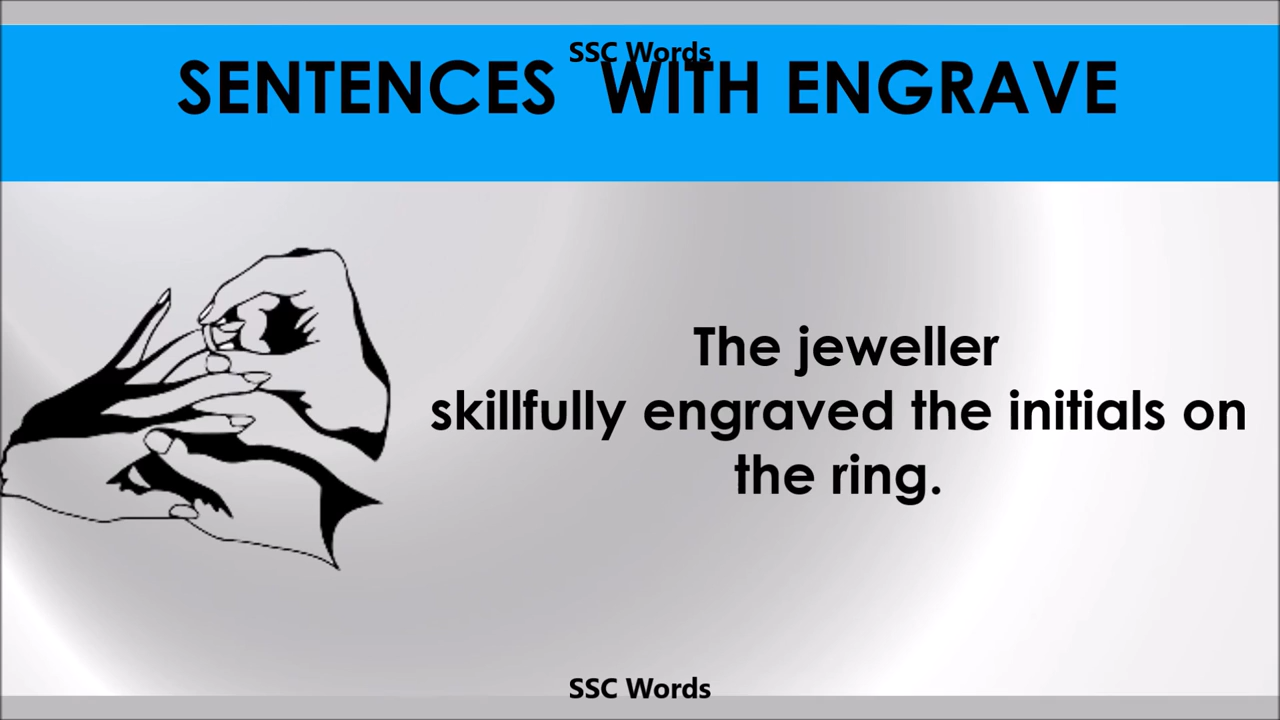 SSC Words
SENTENCES WITH ENGRAVE
The jeweller
skillfully engraved the initials on
the ring.
SSC Words